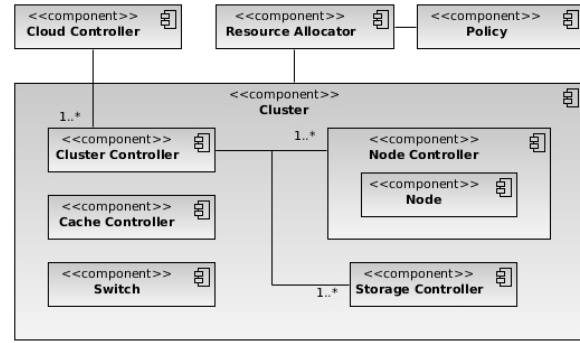 <<component>>
Cloud Controller
<<component>>
Resource Allocator
<<component>>
Policy
<<component>>
Cluster
1..*
<<component>>
Cluster Controller
1..*
<<component>>
Node Controller
<<component>>
Node
<<component>>
Cache Controller
<<component>>
Switch
1..*
<<component>>
Storage Controller